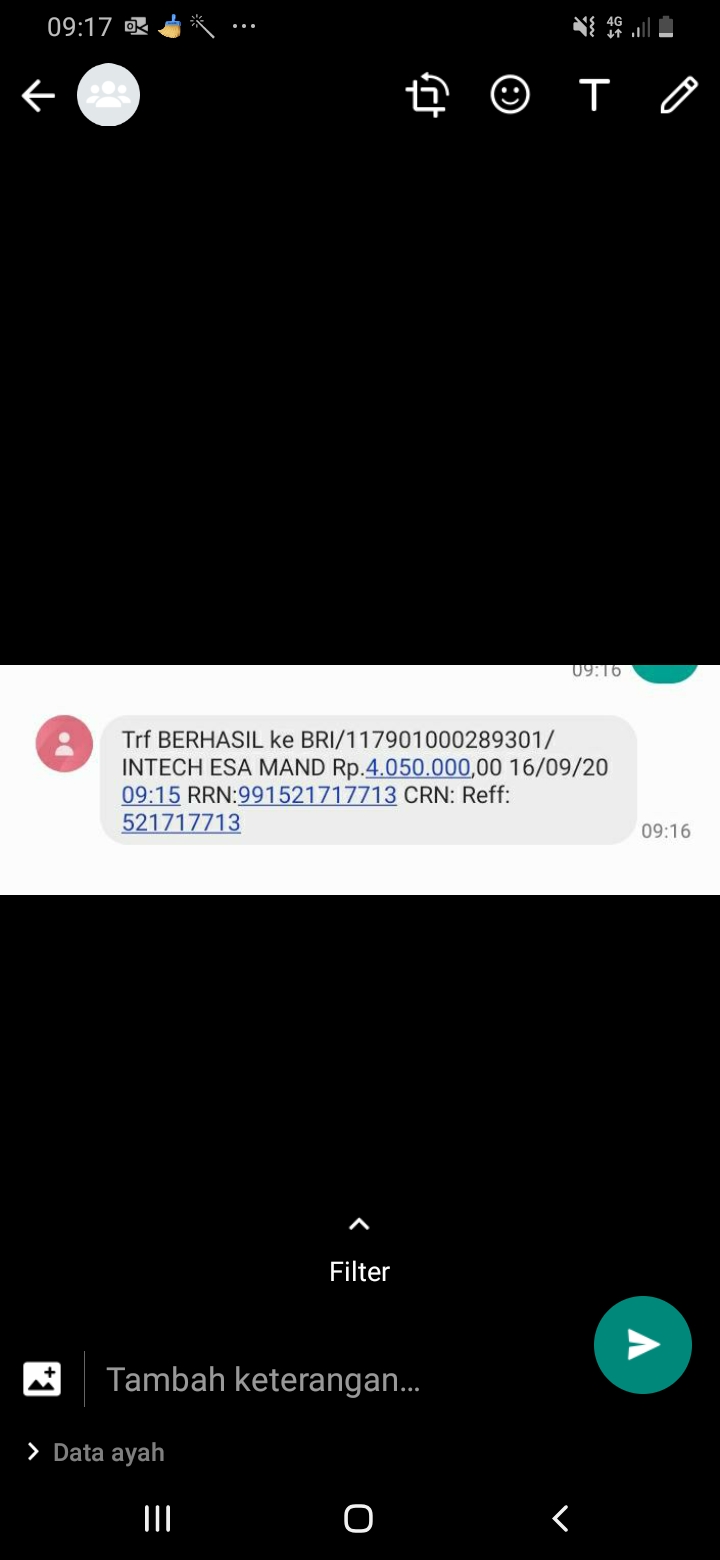 09:17
4G
T
09:16
Trf BERHASIL ke BRI/117901000289301/
INTECH ESA MAND Rp.4.050.000,00 16/09/20
09:15 RRN:991521717713 CRN: Reff:
521717713
09:16
Filter
Tambah keterangan...
Data ayah